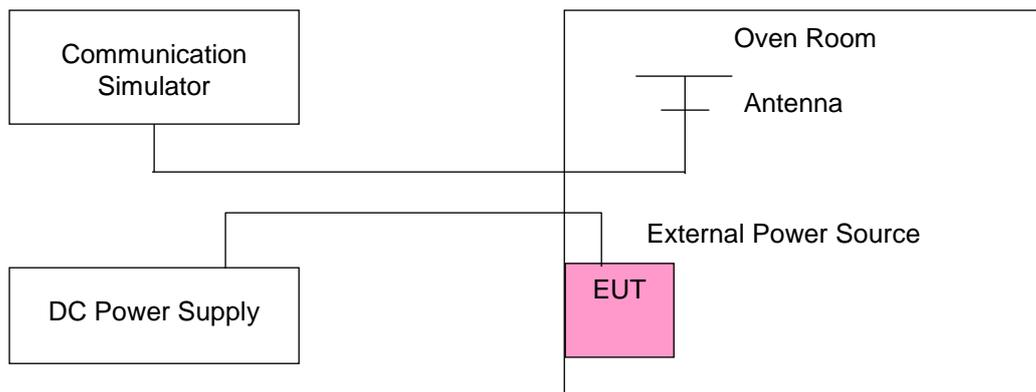 Communication
Simulator
Oven Room
Antenna
External Power Source
DC Power Supply
EUT